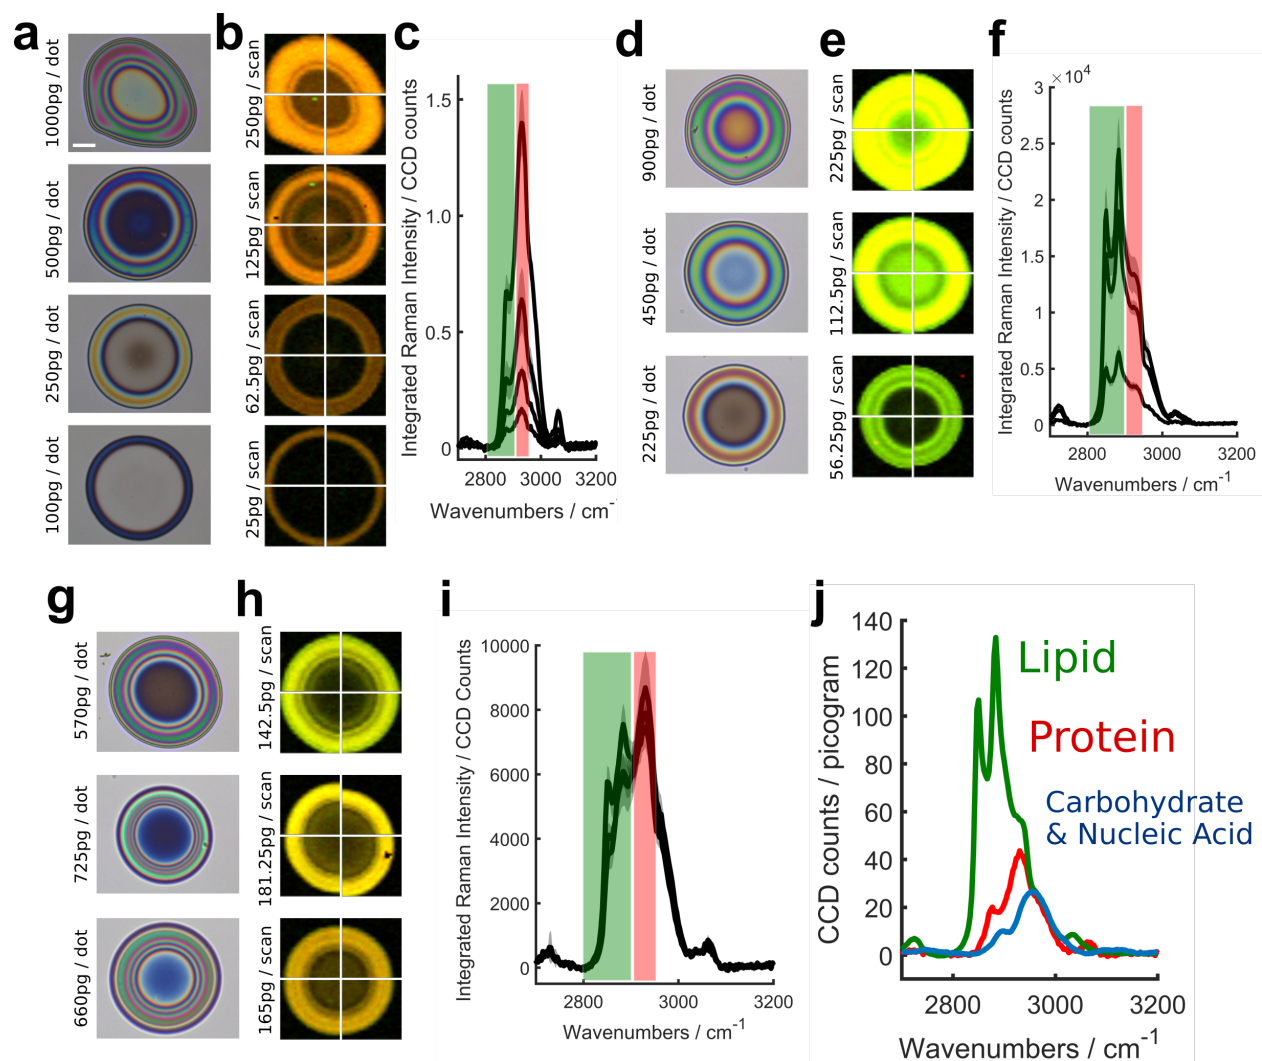 a
1000pg / dot
500pg / dot
250pg / dot
100pg / dot
b
250pg / scan
125pg / scan
62.5pg / scan
25pg / scan
c
Integrated Raman Intensity / CCD counts
1.5
1.0
0.5
0
2800 3000 3200
Wavenumbers / cm⁻
d
900pg / dot
450pg / dot
225pg / dot
e
225pg / scan
112.5pg / scan
56.25pg / scan
f
×10⁴
Integrated Raman Intensity / CCD counts
3
2.5
2
1.5
1
0.5
0
2800 3000 3200
Wavenumbers / cm⁻¹
g
570pg / dot
725pg / dot
660pg / dot
h
142.5pg / scan
181.25pg / scan
165pg / scan
i
Integrated Raman Intensity / CCD Counts
10000
8000
6000
4000
2000
0
2800 3000 3200
Wavenumbers / cm⁻¹
j
CCD counts / picogram
140
120
100
80
60
40
20
0
Lipid
Protein
Carbohydrate
& Nucleic Acid
2800 3000 3200
Wavenumbers / cm⁻¹